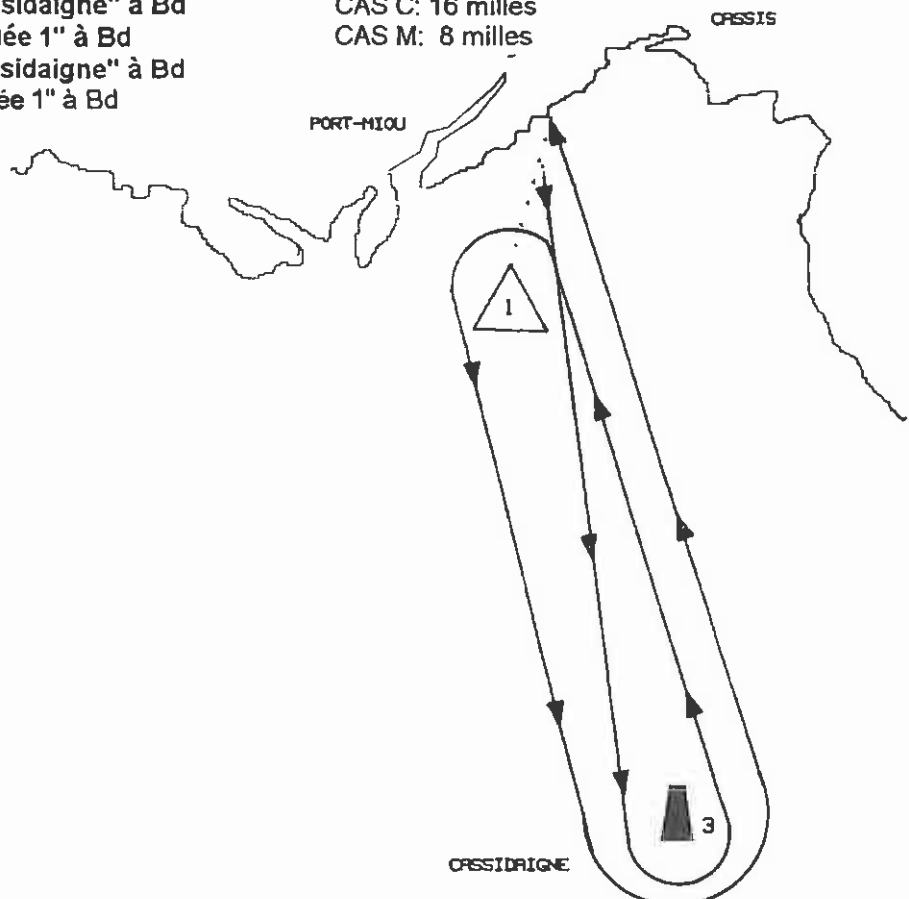 sidaigne" à Bd
ée 1" à Bd
sidaigne" à Bd
ée 1" à Bd
CAS C: 16 milles
CAS M: 8 milles
CASSIS
PORT-MIOU
1
3
CASSIDAIGNE